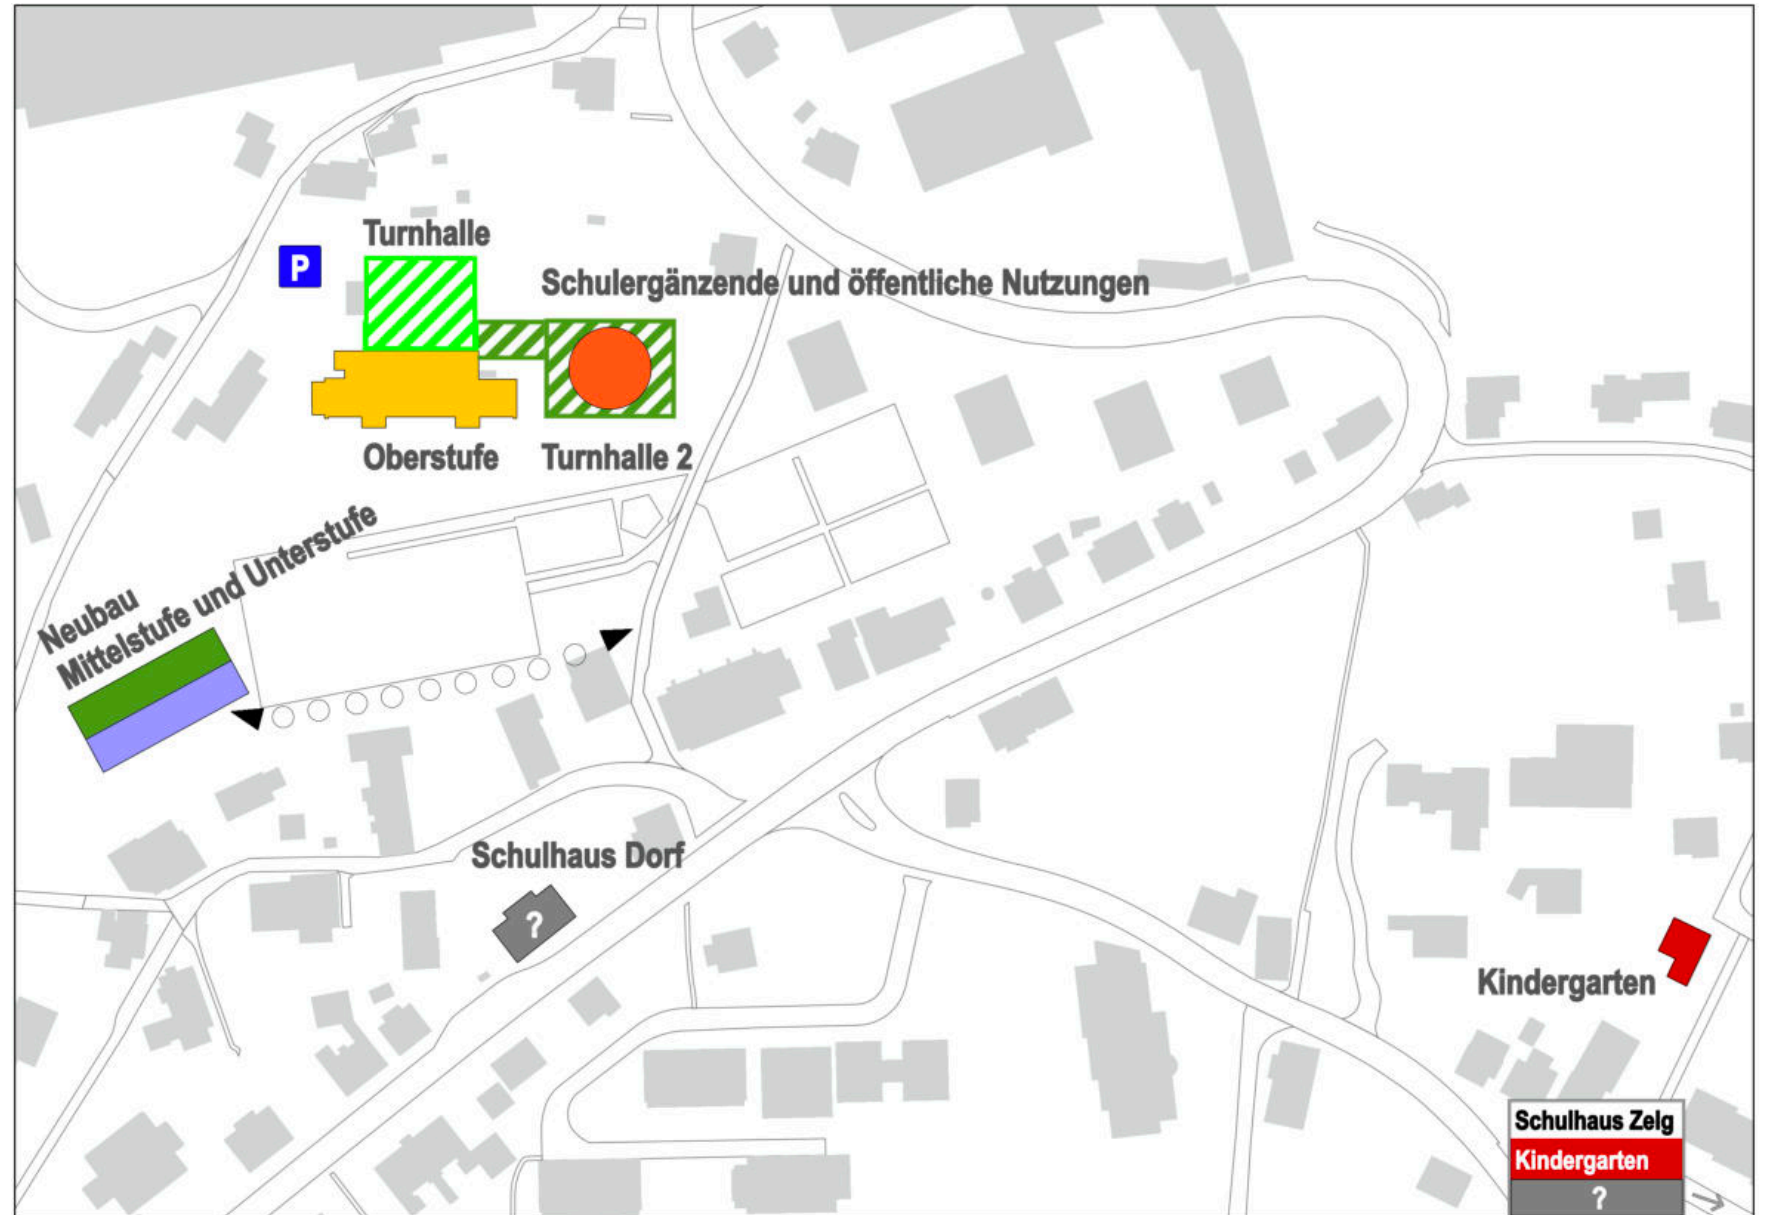 Turnhalle
P
Schulergänzende und öffentliche Nutzungen
Oberstufe
Turnhalle 2
Neubau
Mittelstufe und Unterstufe
Schulhaus Dorf
?
Kindergarten
Schulhaus Zelg
Kindergarten
?